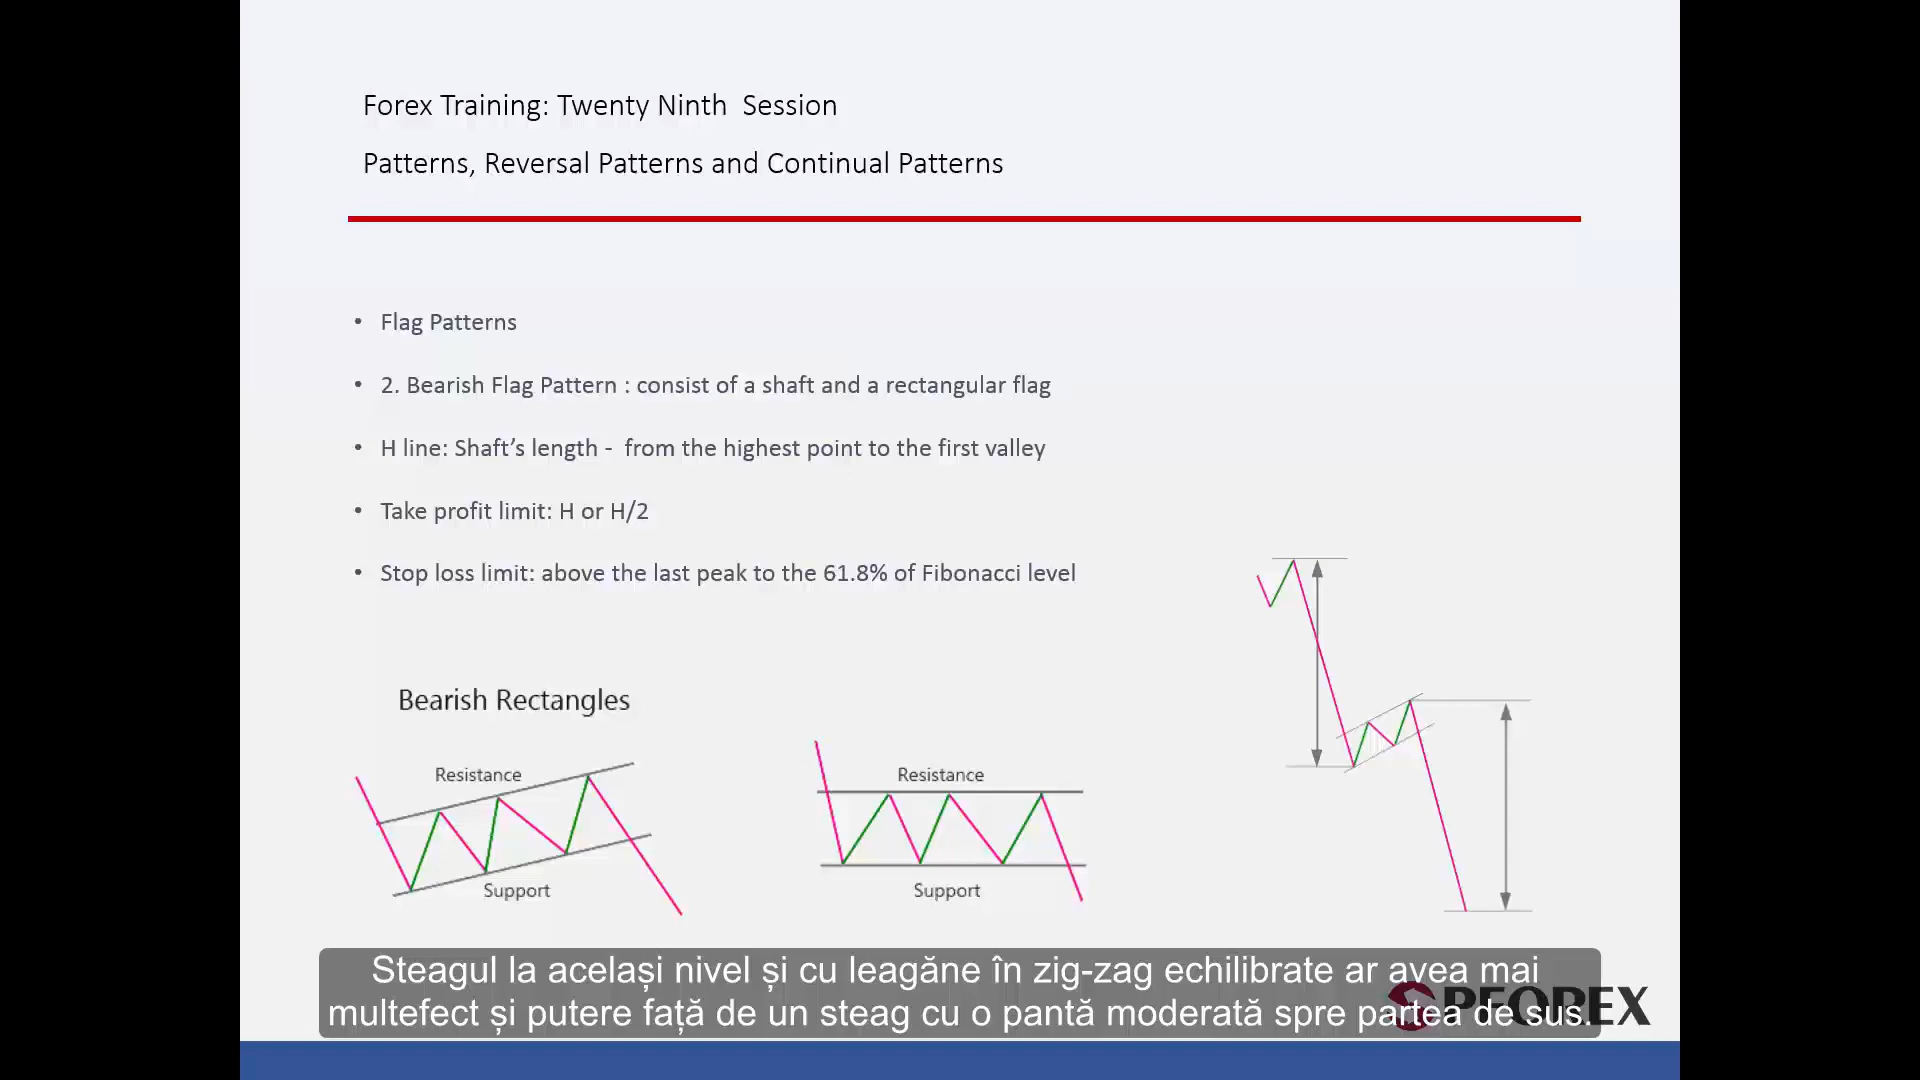 Forex Training: Twenty Ninth Session
Patterns, Reversal Patterns and Continual Patterns
• Flag Patterns
• 2. Bearish Flag Pattern : consist of a shaft and a rectangular flag
• H line: Shaft’s length - from the highest point to the first valley
• Take profit limit: H or H/2
• Stop loss limit: above the last peak to the 61.8% of Fibonacci level
Bearish Rectangles
Resistance
Support
Resistance
Support
Steagul la același nivel și cu leagăne în zig-zag echilibrate ar avea mai
multefect și putere față de un steag cu o pantă moderată spre partea de sus
PFOREX